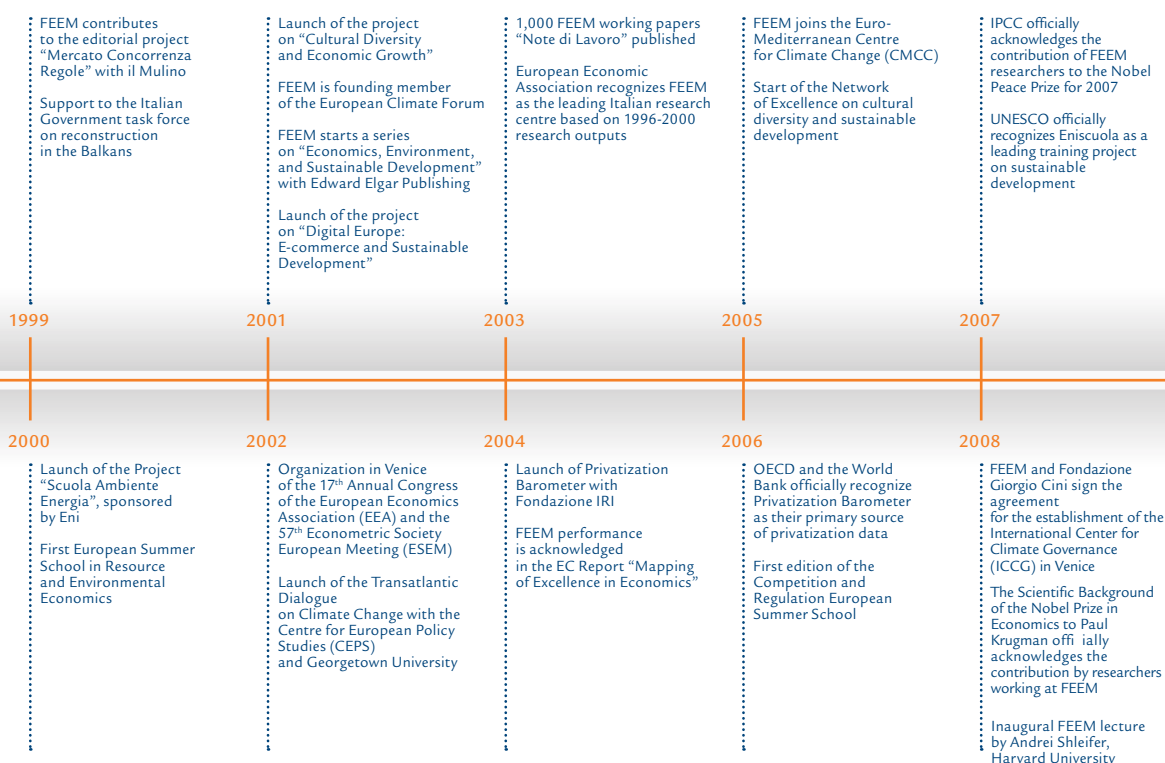 FEEM contributes
to the editorial project
“Mercato Concorrenza
Regole” with il Mulino
Support to the Italian
Government task force
on reconstruction
in the Balkans
1999
Launch of the project
on “Cultural Diversity
and Economic Growth”
FEEM is founding member
of the European Climate Forum
FEEM starts a series
on “Economics, Environment,
and Sustainable Development”
with Edward Elgar Publishing
Launch of the project
on “Digital Europe:
E-commerce and Sustainable
Development”
2001
1,000 FEEM working papers
“Note di Lavoro” published
European Economic
Association recognizes FEEM
as the leading Italian research
centre based on 1996-2000
research outputs
2003
FEEM joins the Euro-
Mediterranean Centre
for Climate Change (CMCC)
Start of the Network
of Excellence on cultural
diversity and sustainable
development
2005
IPCC officially
acknowledges the
contribution of FEEM
researchers to the Nobel
Peace Prize for 2007
UNESCO officially
recognizes Eniscuola as a
leading training project
on sustainable
development
2007
2000
Launch of the Project
“Scuola Ambiente
Energia”, sponsored
by Eni
First European Summer
School in Resource
and Environmental
Economics
2002
Organization in Venice
of the 17th Annual Congress
of the European Economics
Association (EEA) and the
57th Econometric Society
European Meeting (ESEM)
Launch of the Transatlantic
Dialogue
on Climate Change with the
Centre for European Policy
Studies (CEPS)
and Georgetown University
2004
Launch of Privatization
Barometer with
Fondazione IRI
FEEM performance
is acknowledged
in the EC Report “Mapping
of Excellence in Economics”
2006
OECD and the World
Bank officially recognize
Privatization Barometer
as their primary source
of privatization data
First edition of the
Competition and
Regulation European
Summer School
2008
FEEM and Fondazione
Giorgio Cini sign the
agreement
for the establishment of the
International Center for
Climate Governance
(ICCG) in Venice
The Scientific Background
of the Nobel Prize in
Economics to Paul
Krugman offi ially
acknowledges the
contribution by researchers
working at FEEM
Inaugural FEEM lecture
by Andrei Shleifer,
Harvard University